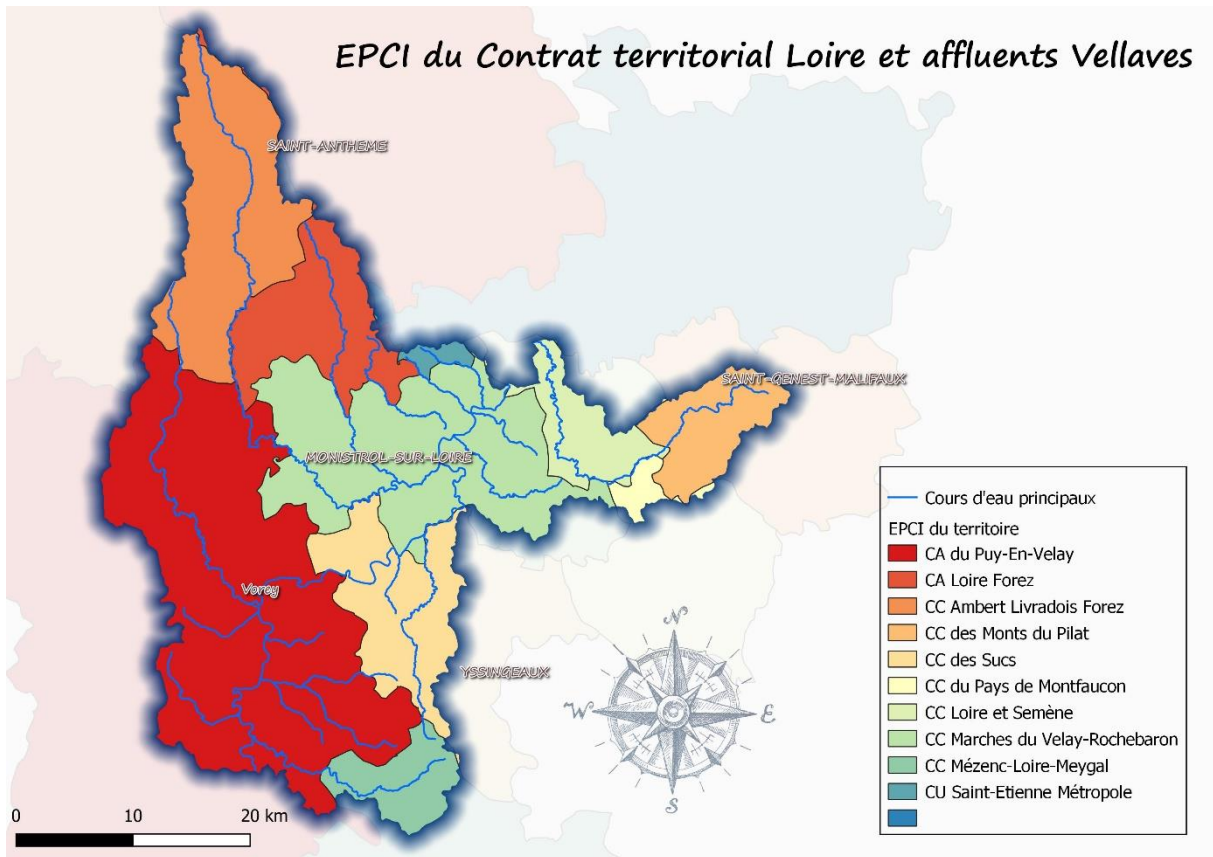 EPCI du Contrat territorial Loire et affluents Vellaves
SAINT-ANTHEME
SAINT-GENEST-MALIFAUX
MONISTROL-SUR-LOIRE
Vorey
YSSINGEAUX
N
W
E
S
Cours d'eau principaux
EPCI du territoire
CA du Puy-En-Velay
CA Loire Forez
CC Ambert Livradois Forez
CC des Monts du Pilat
CC des Sucs
CC du Pays de Montfaucon
CC Loire et Semène
CC Marches du Velay-Rochebaron
CC Mézenc-Loire-Meygal
CU Saint-Etienne Métropole
0 10 20 km